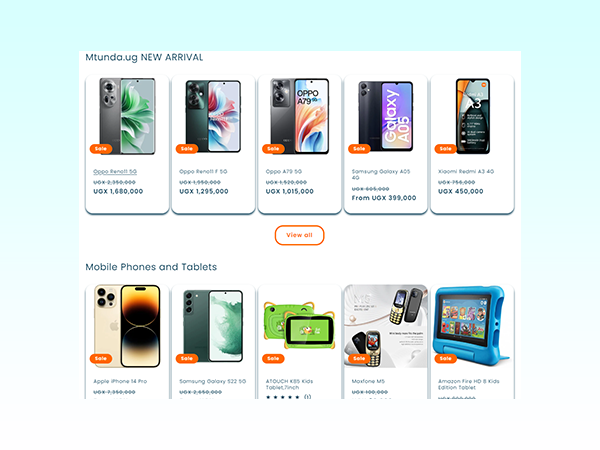 Mtunda.ug NEW ARRIVAL
OPPO
A79 5G
Galaxy
A05
A3
Sale
Sale
Sale
Sale
Sale
Oppo Reno11 5G
UGX 2,350,000
UGX 1,680,000
Oppo Reno11 F 5G
UGX 1,950,000
UGX 1,295,000
Oppo A79 5G
UGX 1,520,000
UGX 1,015,000
Samsung Galaxy A05
4G
UGX 605,000
From UGX 399,000
Xiaomi Redmi A3 4G
UGX 755,000
UGX 450,000
View all
Mobile Phones and Tablets
Sale
Sale
Sale
Sale
Sale
Apple iPhone 14 Pro
UGX 7,350,000
Samsung Galaxy S22 5G
UGX 2,550,000
ATOUCH KB5 Kids
Tablet,7inch
★ ★ ★ ★ ★ (1)
Maxfone M5
UGX 100,000
Amazon Fire HD 8 Kids
Edition Tablet